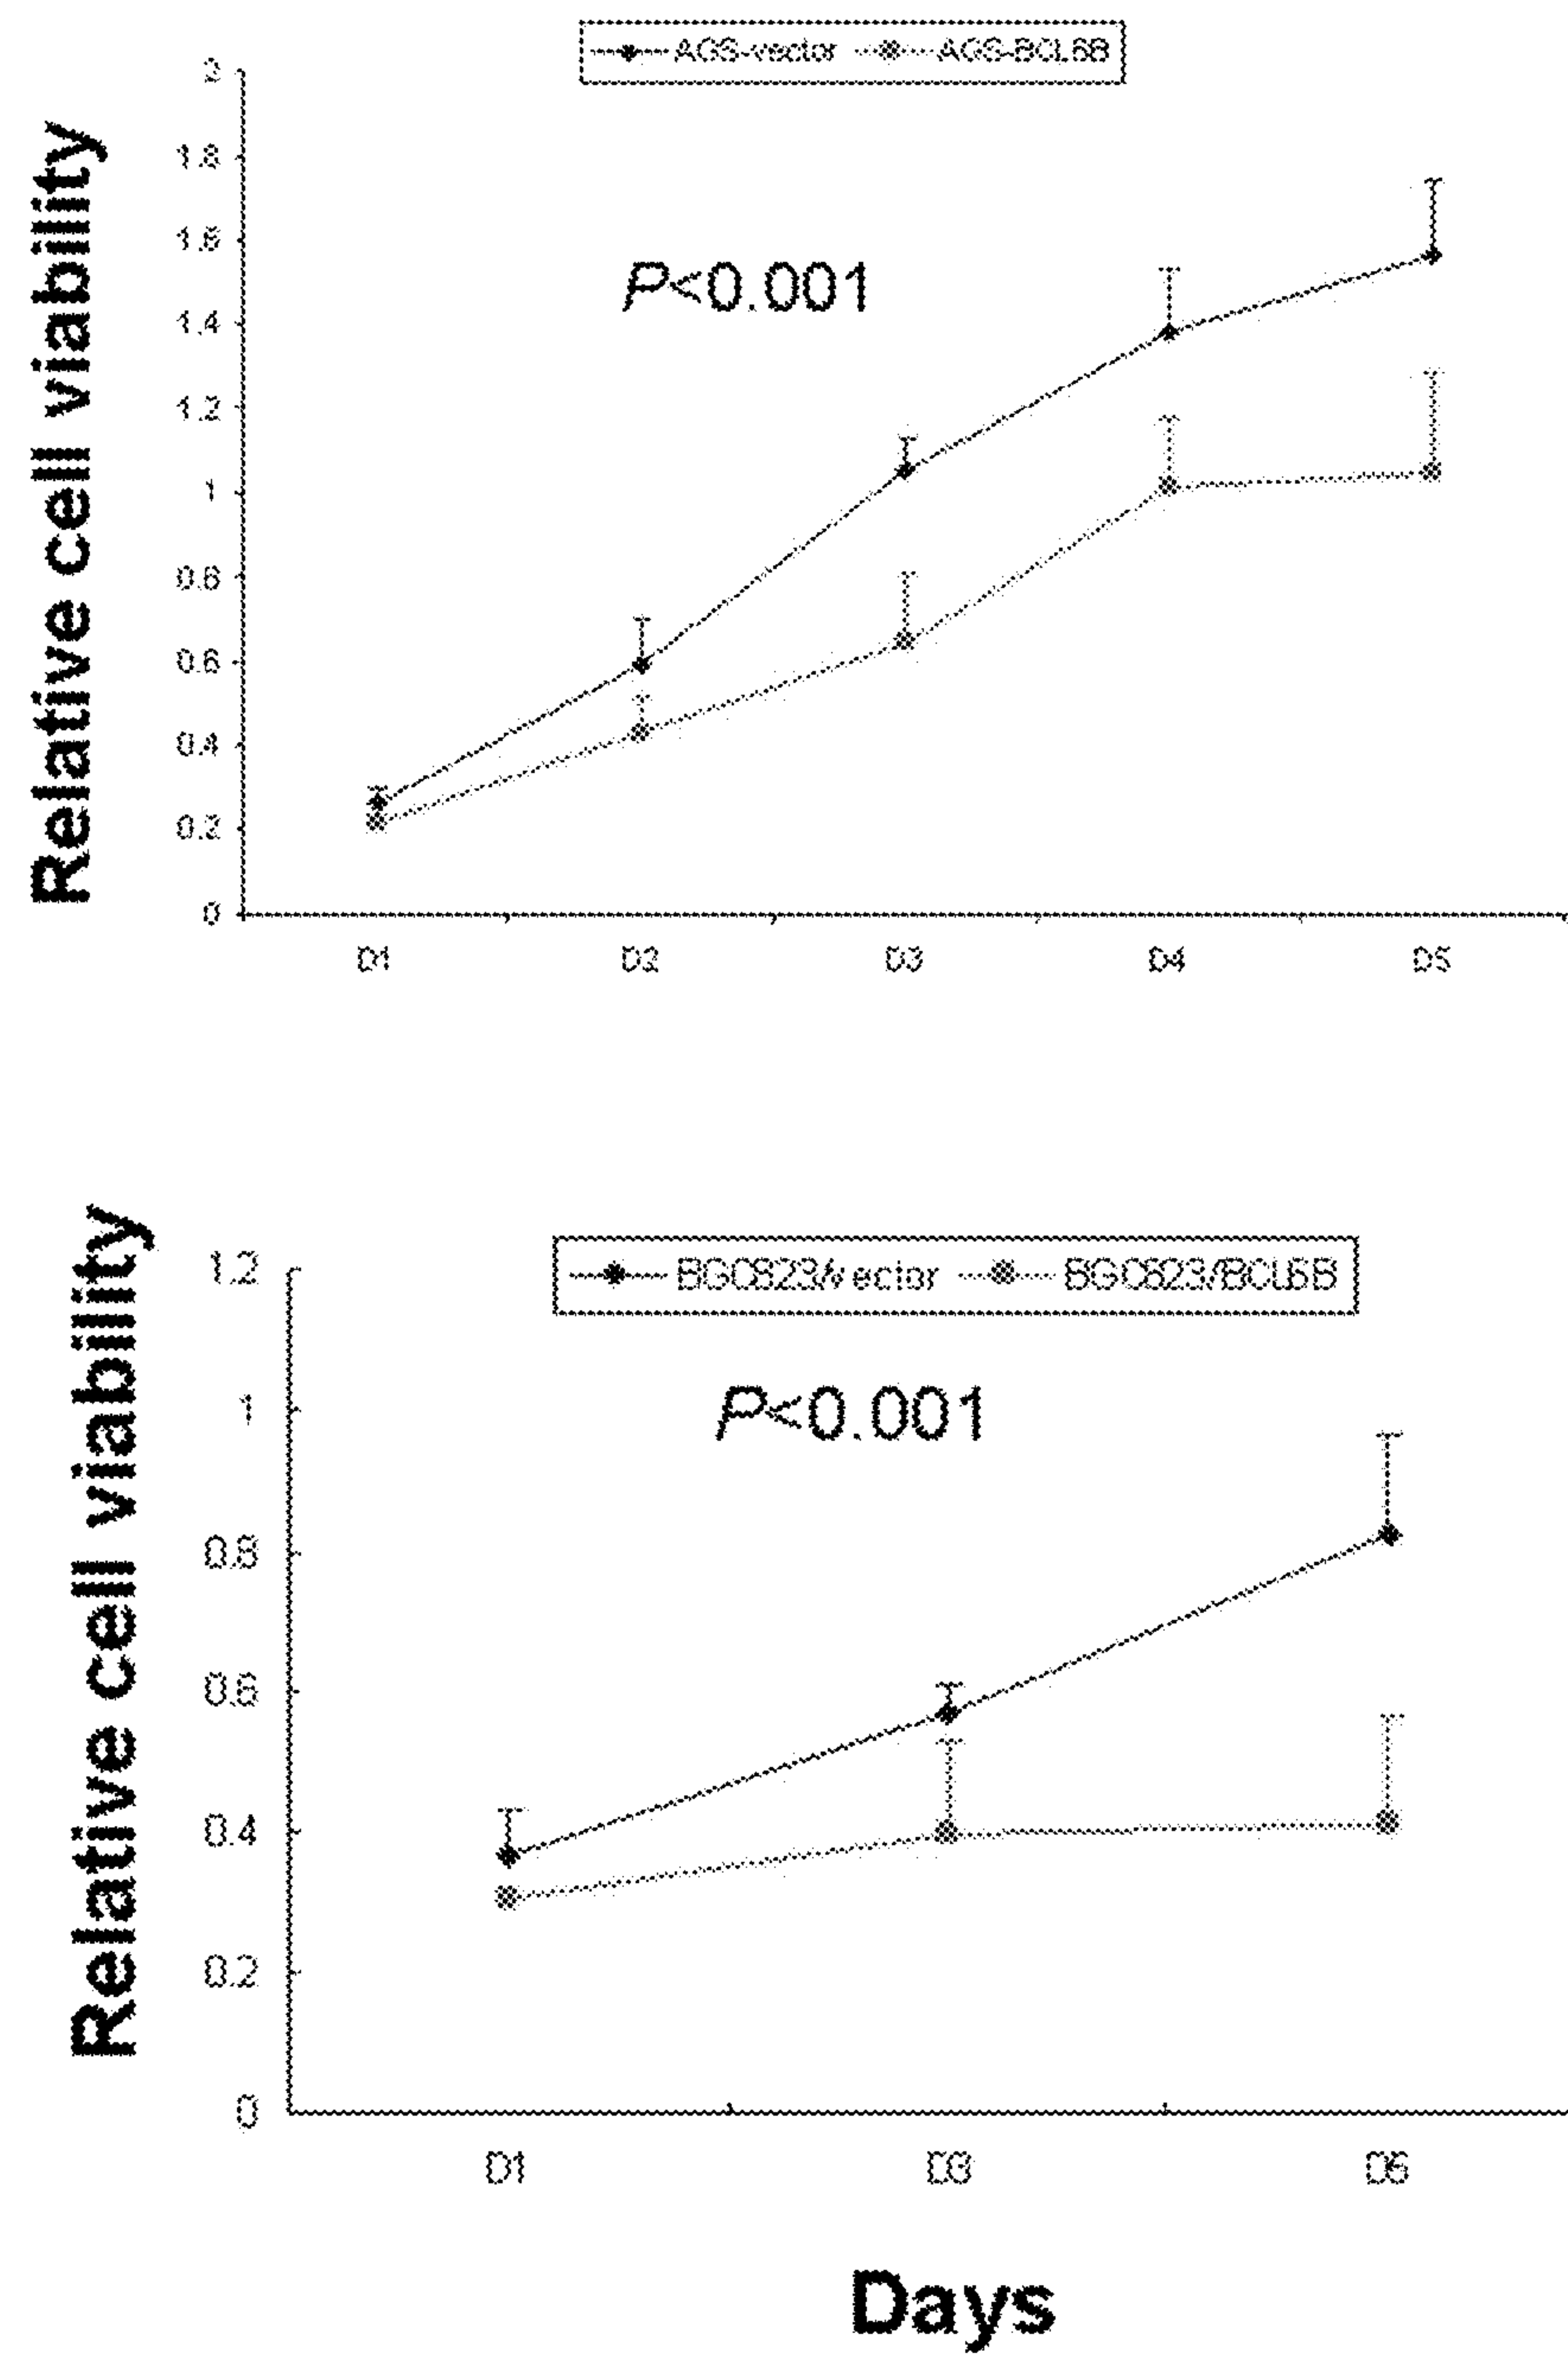 AGS-vector AGS-BCL6B
2
1.8
1.6
1.4
1.2
1
0.8
0.6
0.4
0.2
0
Relative cell viability
P<0.001
D1 D2 D3 D4 D5
BGC823/vector BGC823/BCL6B
1.2
1
0.8
0.6
0.4
0.2
0
Relative cell viability
P<0.001
D1 D3 D5
Days